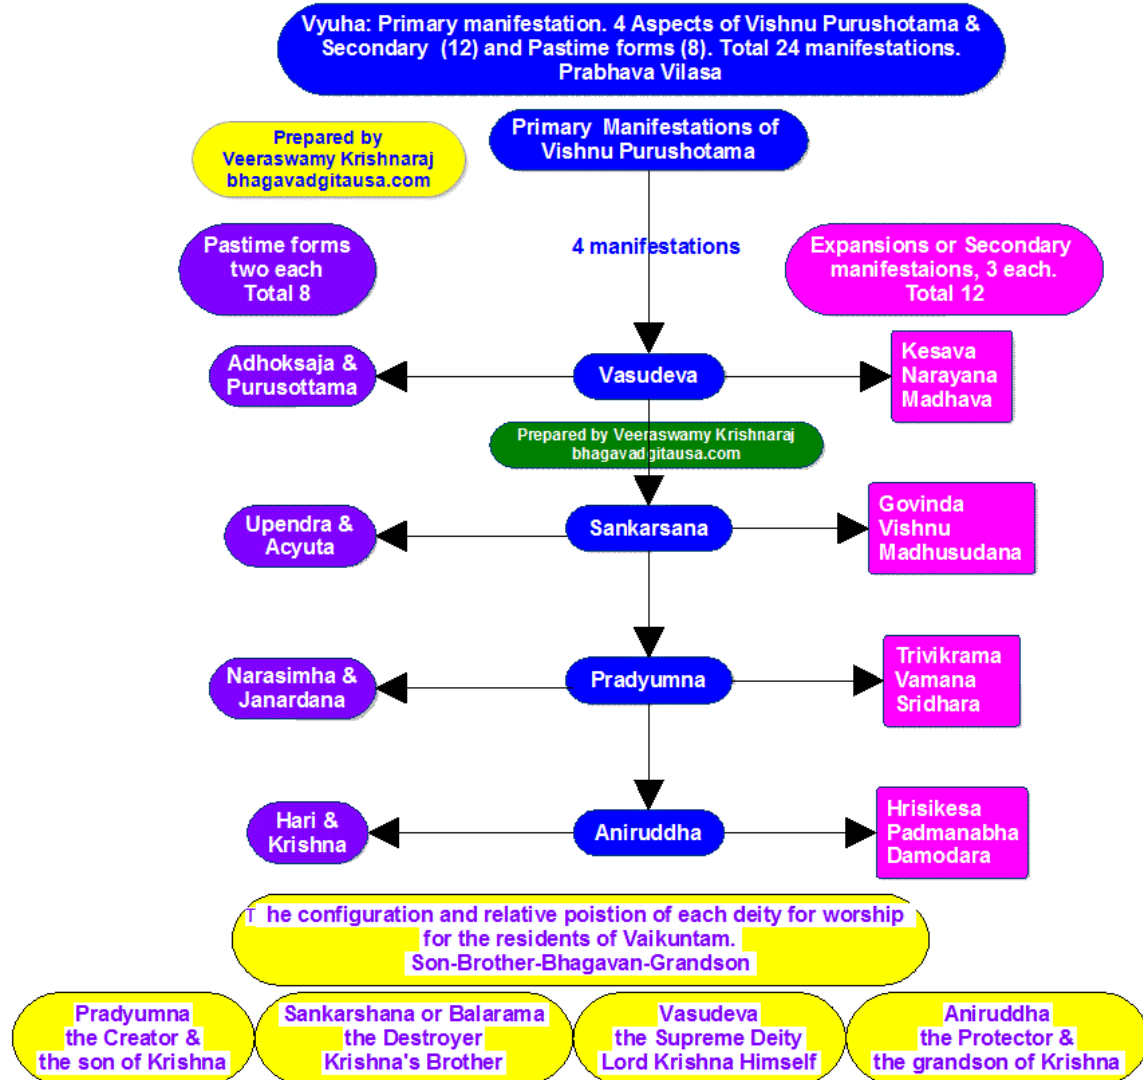 Vyuha: Primary manifestation. 4 Aspects of Vishnu Purushotama &
Secondary (12) and Pastime forms (8). Total 24 manifestations.
Prabhava Vilasa
Prepared by
Veeraswamy Krishnaraj
bhagavadgitausa.com
Primary Manifestations of
Vishnu Purushotama
Pastime forms
two each
Total 8
4 manifestations
Expansions or Secondary
manifestaions, 3 each.
Total 12
Adhoksaja &
Purusottama
Vasudeva
Kesava
Narayana
Madhava
Prepared by Veeraswamy Krishnaraj
bhagavadgitausa.com
Upendra &
Acyuta
Sankarsana
Govinda
Vishnu
Madhusudana
Narasimha &
Janardana
Pradyumna
Trivikrama
Vamana
Sridhara
Hari &
Krishna
Aniruddha
Hrisikesa
Padmanabha
Damodara
T he configuration and relative poistion of each deity for worship
for the residents of Vaikuntam.
Son-Brother-Bhagavan-Grandson
Pradyumna
the Creator &
the son of Krishna
Sankarshana or Balarama
the Destroyer
Krishna's Brother
Vasudeva
the Supreme Deity
Lord Krishna Himself
Aniruddha
the Protector &
the grandson of Krishna